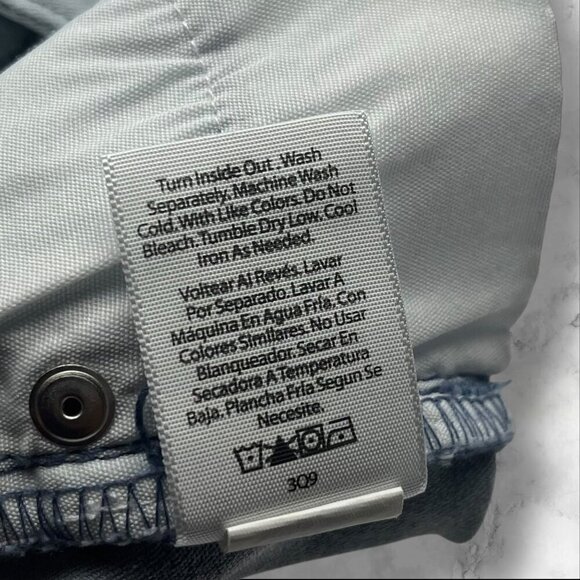 Turn Inside Out . Wash
Separately. Machine Wash
Cold. With Like Colors. Do Not
Bleach. Tumble Dry Low. Cool
Iron As Needed.
Voltear Al Revés. Lavar
Por Separado. Lavar A
Máquina En Agua Fría. Con
Colores Similares. No Usar
Blanqueador. Secar En
Secadora A Temperatura
Baja. Plancha Fría Segun Se
Necesite.
3Q9